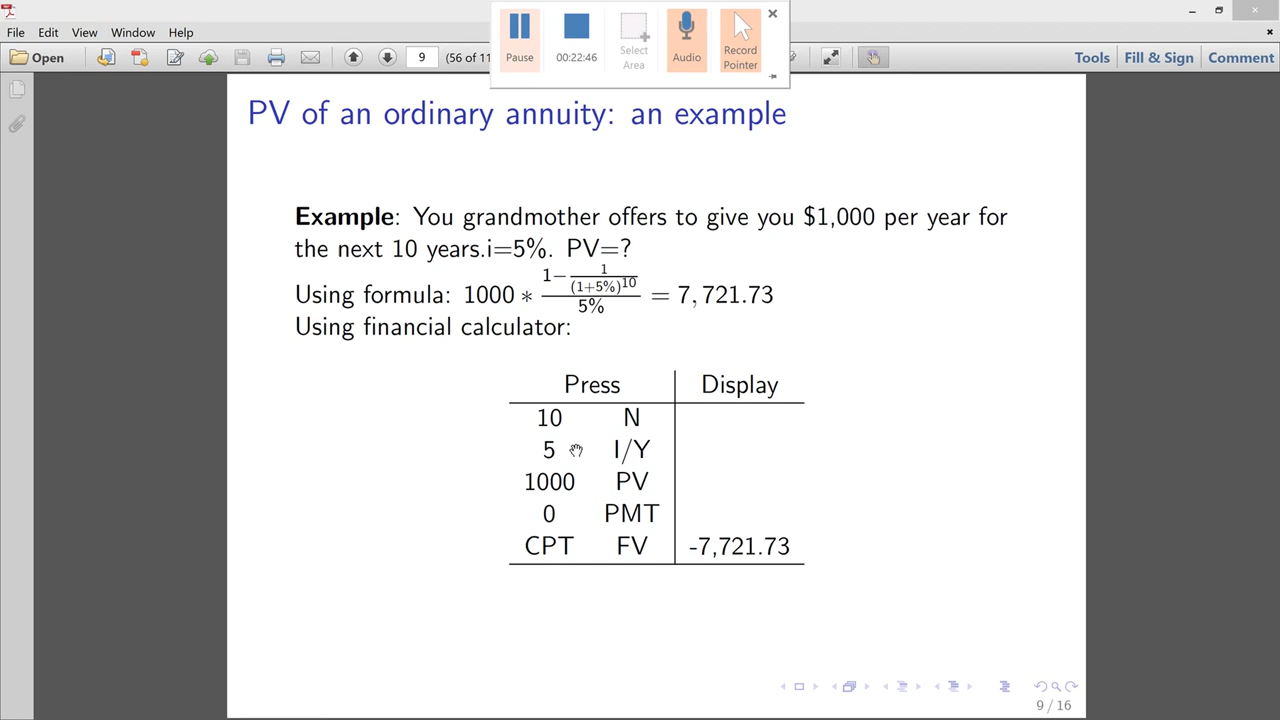 File Edit View Window Help
Pause
00:22:46
Select Area
Audio
Record Pointer
Open
9 (56 of 11
Tools Fill & Sign Comment
PV of an ordinary annuity: an example
Example: You grandmother offers to give you $1,000 per year for
the next 10 years.i=5%. PV=?
Using formula: 1000 * (1 − 1/(1+5%)^10)/5% = 7, 721.73
Using financial calculator:
Press Display
10 N
5 I/Y
1000 PV
0 PMT
CPT FV -7,721.73
9 / 16